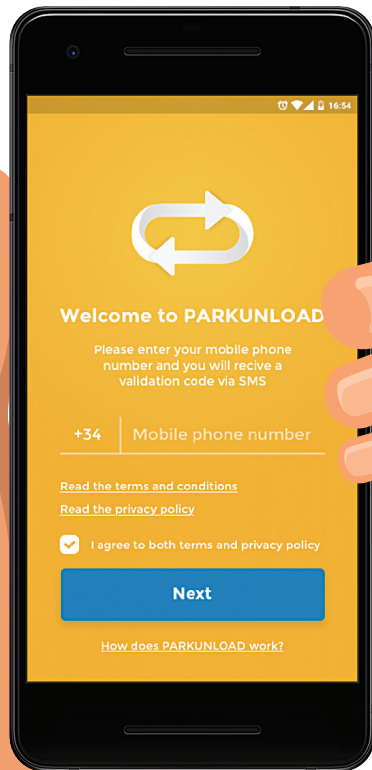 16:54
Welcome to PARKUNLOAD
Please enter your mobile phone
number and you will recive a
validation code via SMS
+34 Mobile phone number
Read the terms and conditions
Read the privacy policy
I agree to both terms and privacy policy
Next
How does PARKUNLOAD work?